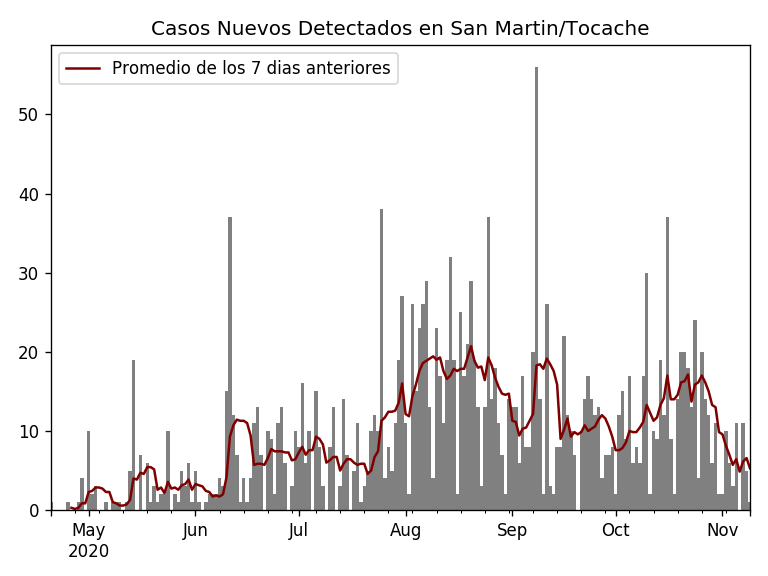 Casos Nuevos Detectados en San Martin/Tocache
Promedio de los 7 dias anteriores
50
40
30
20
10
0
May Jun Jul Aug Sep Oct Nov
2020